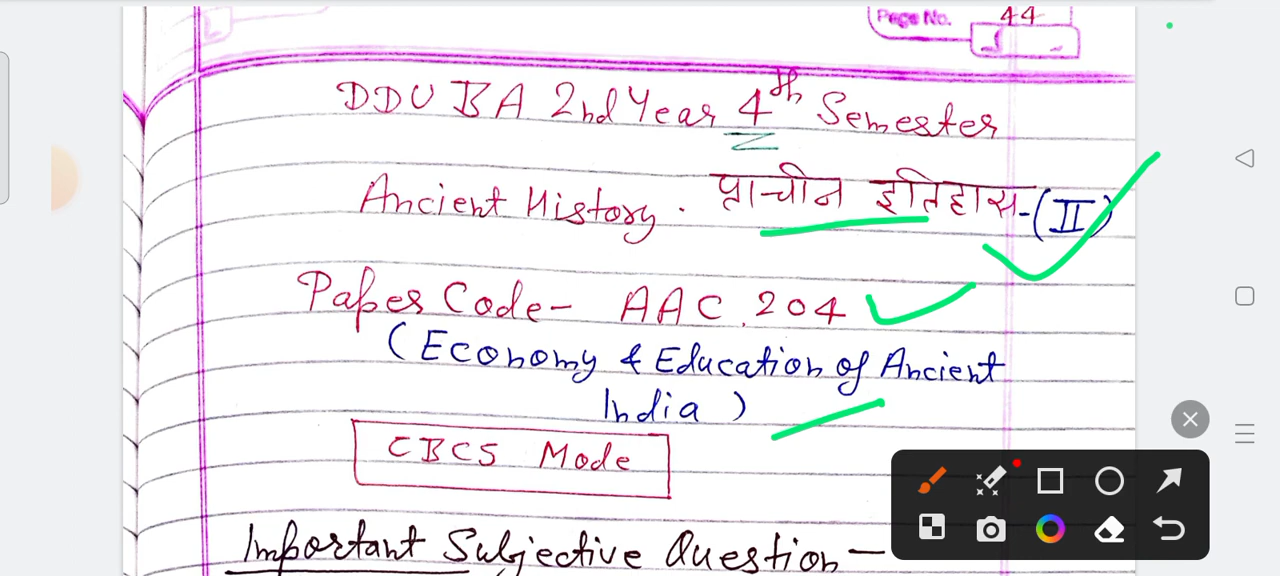 Page No. 44
DDU BA 2nd Year 4th Semester
Ancient History. प्राचीन इतिहास-(II)
Paper Code- AAC.204
(Economy & Education of Ancient
India)
CBCS Mode
Important Subjective Question-